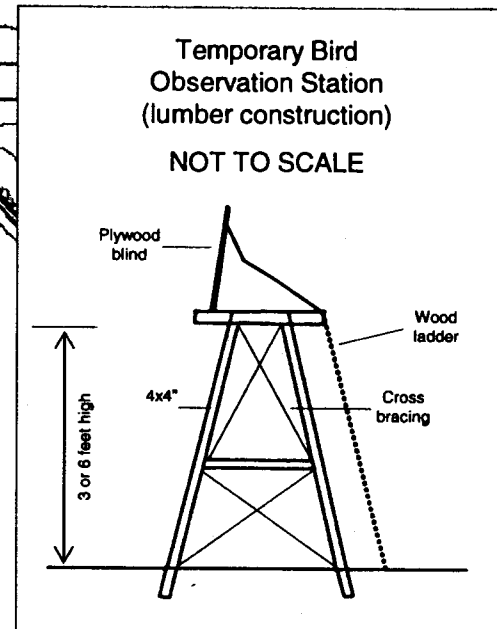 Temporary Bird
Observation Station
(lumber construction)
NOT TO SCALE
Plywood
blind
Wood
ladder
4x4"
Cross
bracing
3 or 6 feet high